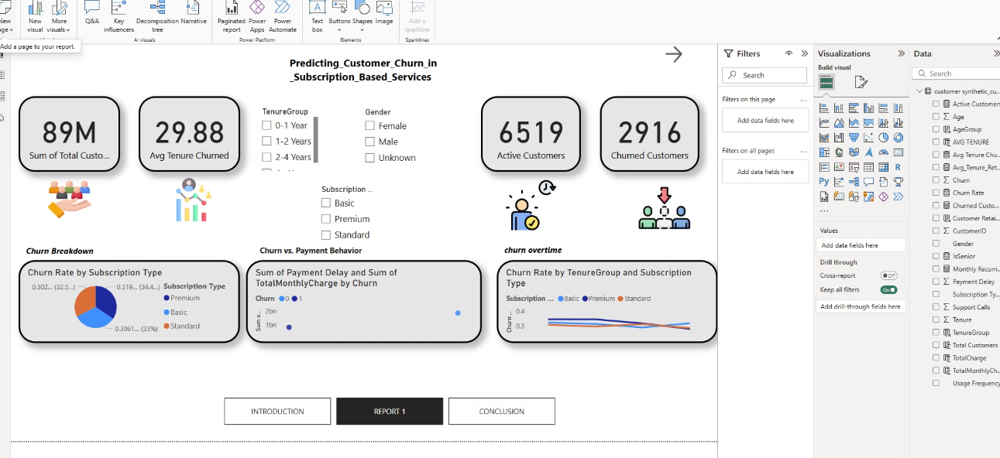 New
visual
More
visuals
Q&A
Key
influencers
Decomposition
tree
Narrative
Paginated
report
Power
Apps
Power
Automate
Text
box
Buttons
Shapes
Image
Add a
sparkline
AI visuals
Power Platform
Elements
Sparklines
Add a page to your report.
Predicting_Customer_Churn_in
_Subscription_Based_Services
89M
Sum of Total Custo...
29.88
Avg Tenure Churned
TenureGroup
0-1 Year
1-2 Years
2-4 Years
Gender
Female
Male
Unknown
6519
Active Customers
2916
Churned Customers
Subscription ...
Basic
Premium
Standard
Churn Breakdown
Churn Rate by Subscription Type
0.302... (32.5...)
0.319... (34.4...)
0.3061... (33%)
Subscription Type
Premium
Basic
Standard
Churn vs. Payment Behavior
Sum of Payment Delay and Sum of
TotalMonthlyCharge by Churn
Churn 0 1
Sum o...
2bn
1bn
churn overtime
Churn Rate by TenureGroup and Subscription
Type
Subscription ... Basic Premium Standard
Churn ...
0.4
0.3
INTRODUCTION
REPORT 1
CONCLUSION
Filters
Search
Filters on this page
...
Add data fields here
Filters on all pages
...
Add data fields here
Visualizations
Build visual
R
Py
...
Values
Add data fields here
Drill through
Cross-report
Off
Keep all filters
On
Add drill-through fields here
Data
Search
customer synthetic_cu...
Active Customers
Age
AgeGroup
AVG TENURE
Avg Tenure Chu...
Avg_Tenure_Ret...
Churn
Churn Rate
Churned Custo...
Customer Retai...
CustomerID
Gender
IsSenior
Monthly Recurri...
Payment Delay
Subscription Ty...
Support Calls
Tenure
TenureGroup
Total Customers
TotalCharge
TotalMonthlyCh...
Usage Frequency